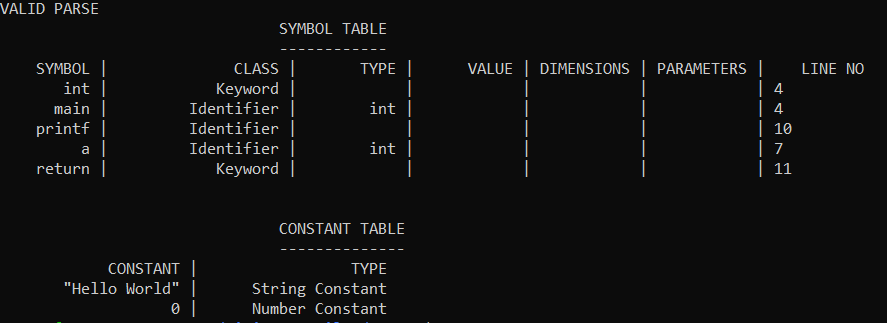 VALID PARSE
SYMBOL TABLE
------------
SYMBOL | CLASS | TYPE | VALUE | DIMENSIONS | PARAMETERS | LINE NO
int | Keyword | | | | | 4
main | Identifier | int | | | | 4
printf | Identifier | | | | | 10
a | Identifier | int | | | | 7
return | Keyword | | | | | 11
CONSTANT TABLE
--------------
CONSTANT | TYPE
"Hello World" | String Constant
0 | Number Constant